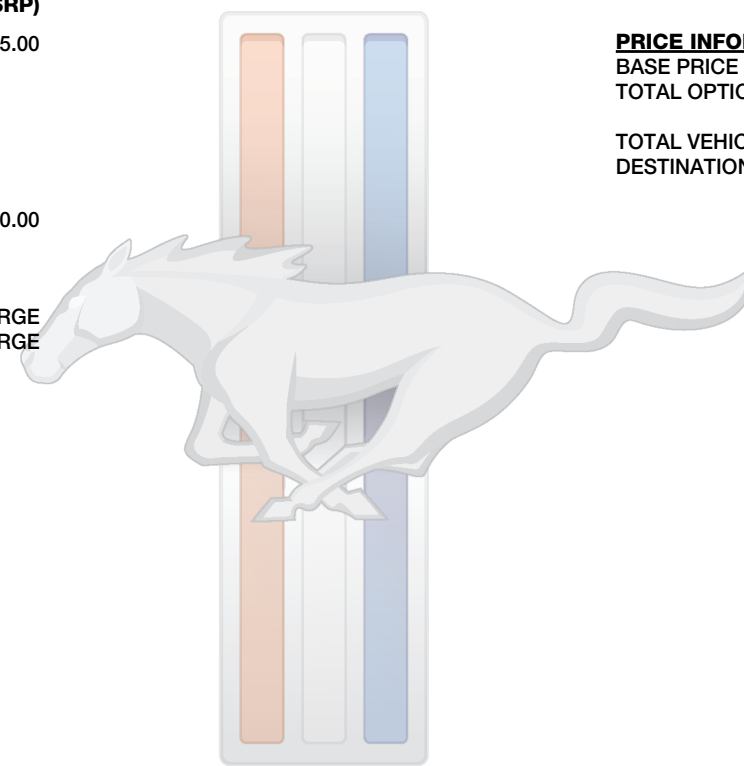 SRP)
5.00
0.00
RGE
RGE
PRICE INFO
BASE PRICE
TOTAL OPTIO
TOTAL VEHIC
DESTINATION